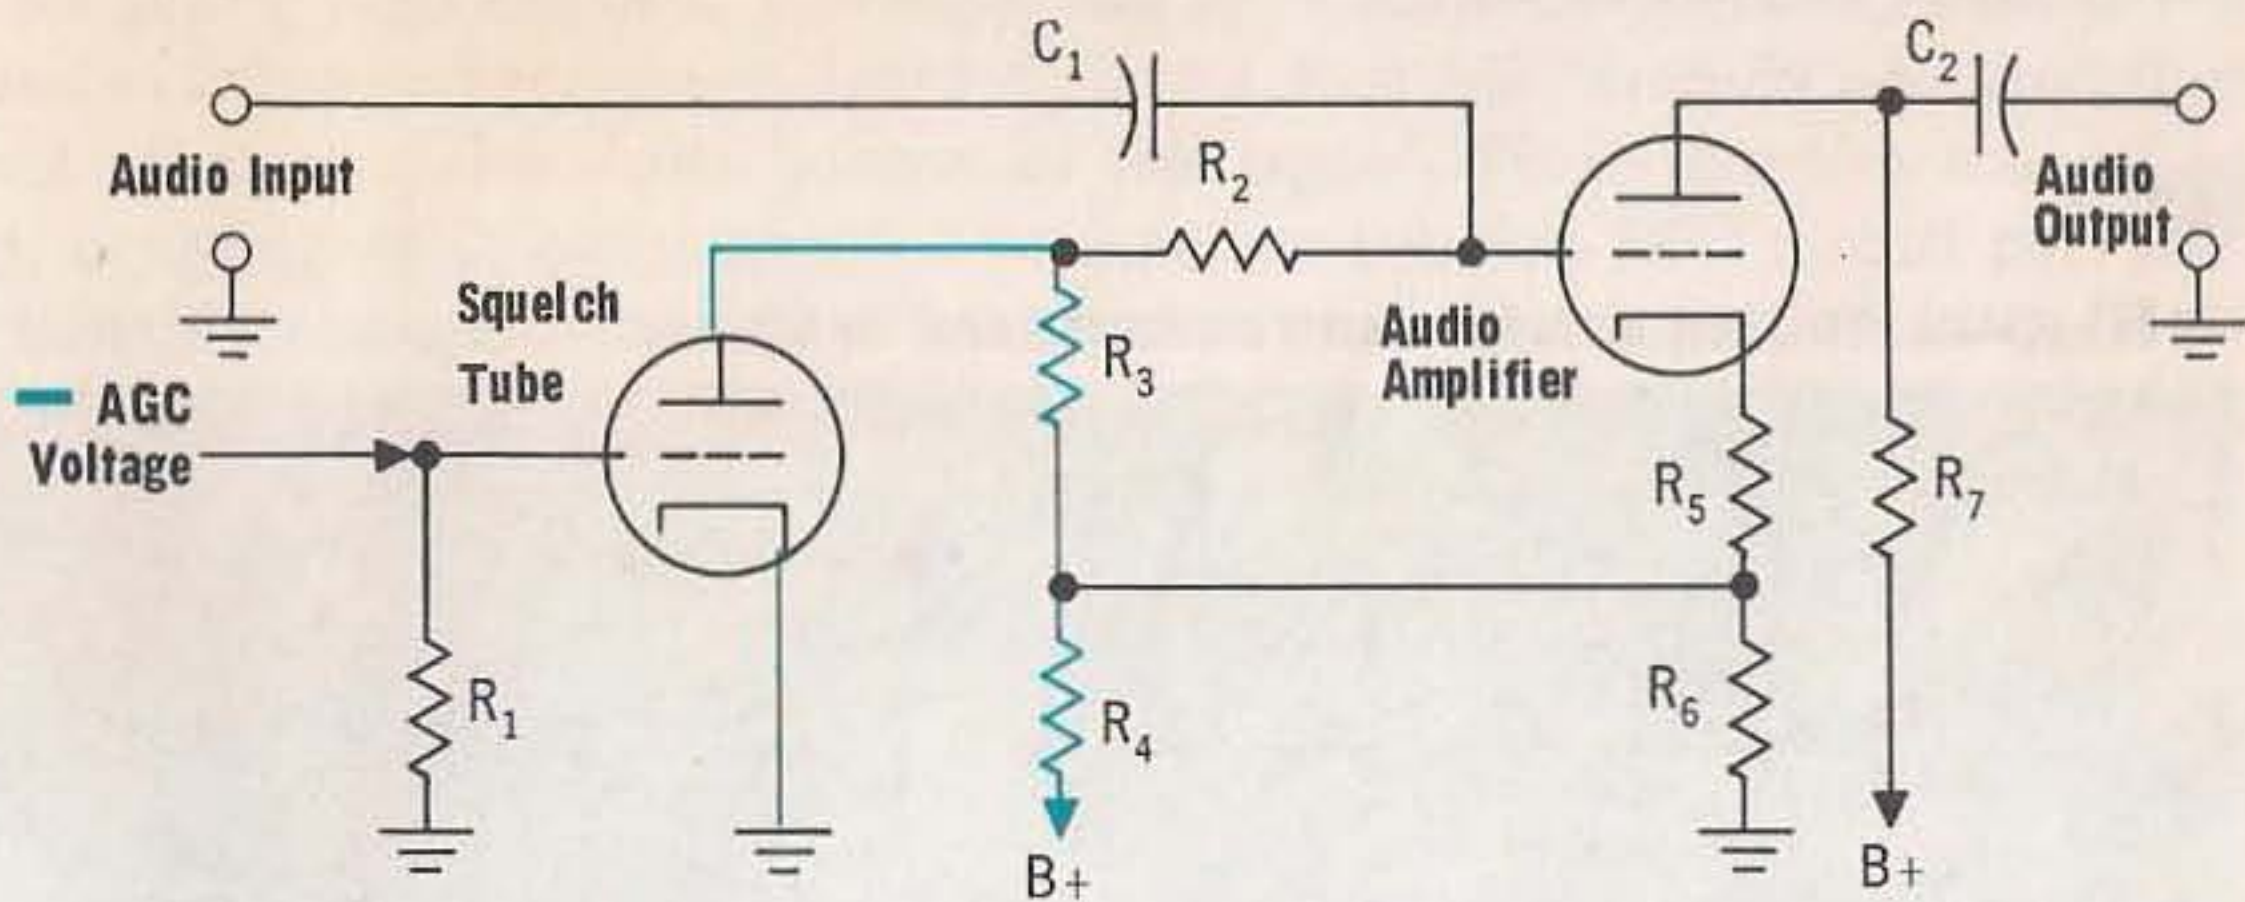 C1
C2
Audio Input
R2
Audio
Output
Squelch
Tube
R3
Audio
Amplifier
AGC
Voltage
R5
R7
R1
R4
R6
B+
B+